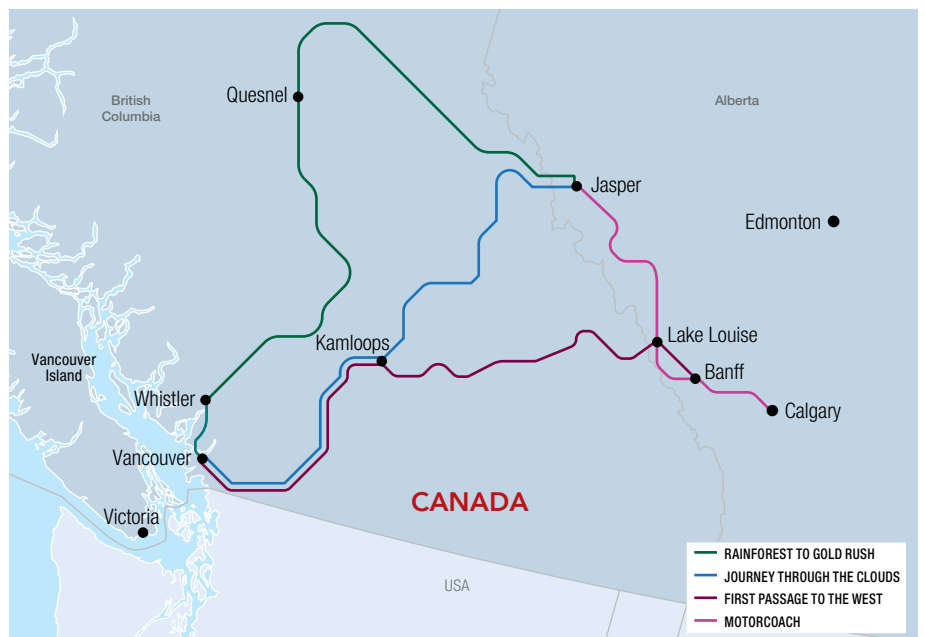 British
Columbia
Alberta
Quesnel
Jasper
Edmonton
Kamloops
Lake Louise
Vancouver
Island
Banff
Whistler
Calgary
Vancouver
CANADA
Victoria
USA
RAINFOREST TO GOLD RUSH
JOURNEY THROUGH THE CLOUDS
FIRST PASSAGE TO THE WEST
MOTORCOACH